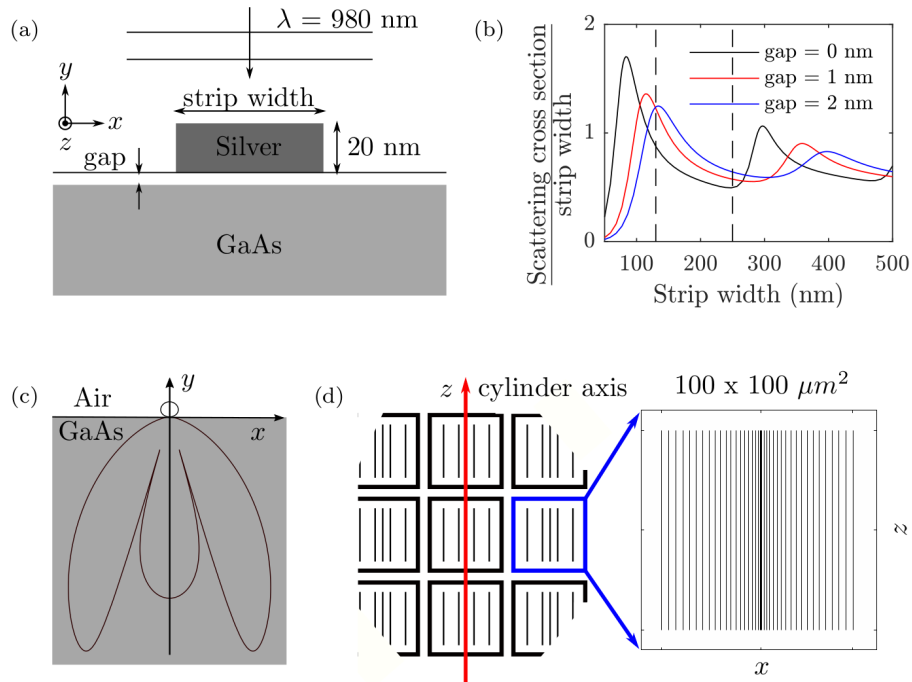 (a)
λ = 980 nm
y
x
z
strip width
Silver
20 nm
gap
GaAs
(b)
Scattering cross section
strip width
2
1
0
gap = 0 nm
gap = 1 nm
gap = 2 nm
100 200 300 400 500
Strip width (nm)
(c)
Air
GaAs
y
x
(d)
z cylinder axis
100 x 100 μm²
z
x